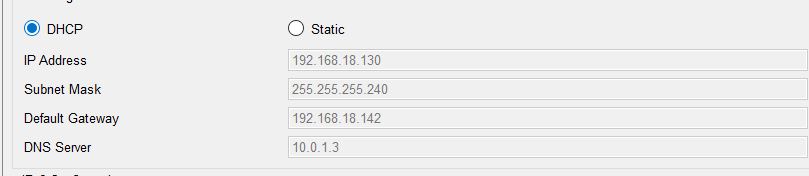 DHCP Static
IP Address 192.168.18.130
Subnet Mask 255.255.255.240
Default Gateway 192.168.18.142
DNS Server 10.0.1.3